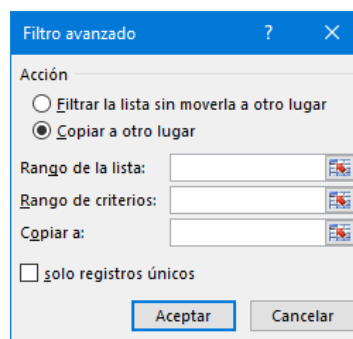 Filtro avanzado ? ×
Acción
Filtrar la lista sin moverla a otro lugar
Copiar a otro lugar
Rango de la lista:
Rango de criterios:
Copiar a:
solo registros únicos
Aceptar Cancelar